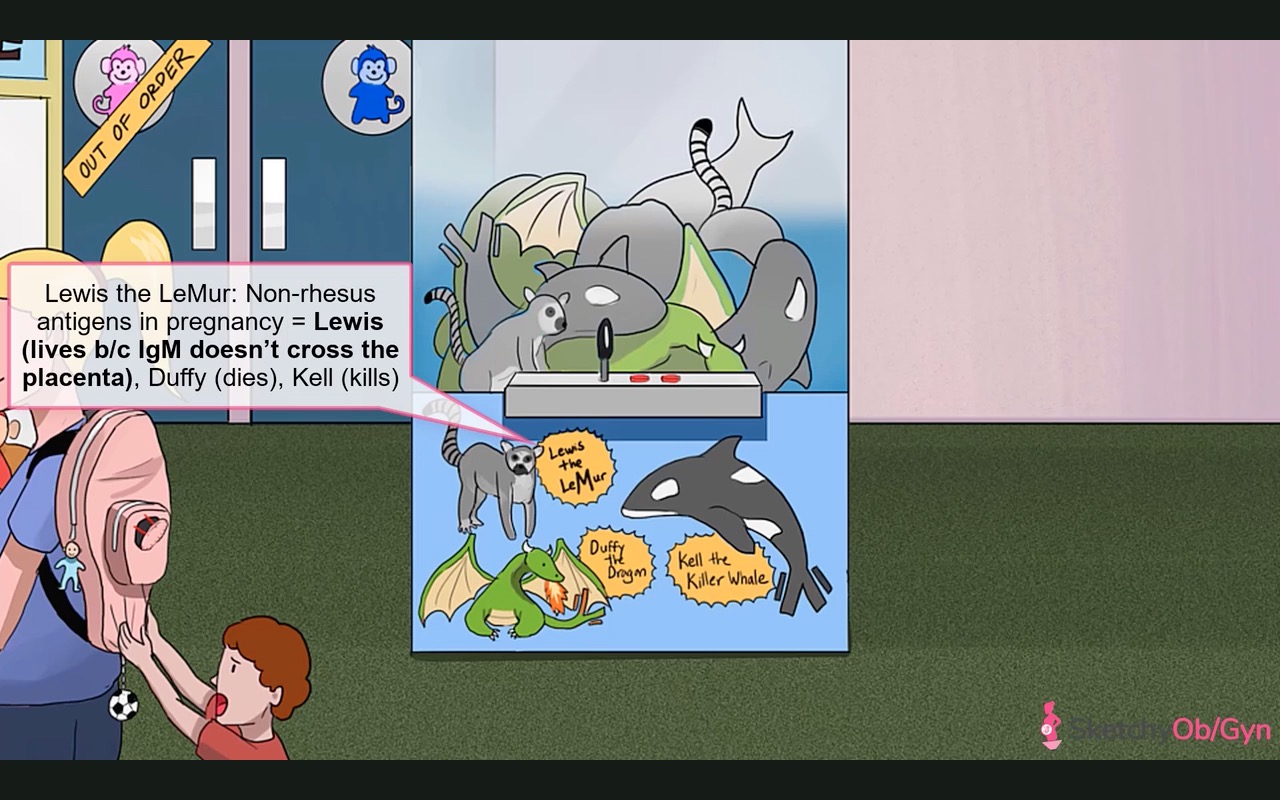 OUT OF ORDER
Lewis the LeMur: Non-rhesus
antigens in pregnancy = Lewis
(lives b/c IgM doesn't cross the
placenta), Duffy (dies), Kell (kills)
Lewis
the
LeMur
Duffy
the
Dragon
Kell the
Killer Whale
Sketchy Ob/Gyn